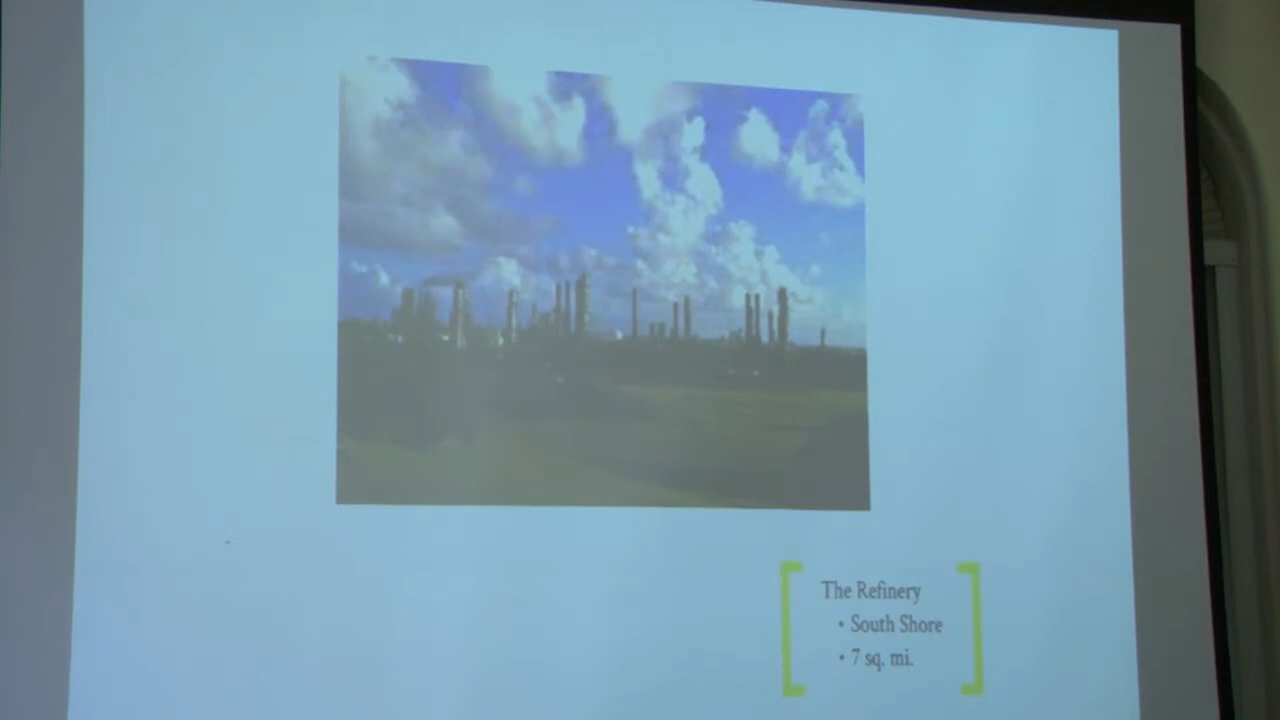 The Refinery
• South Shore
• 7 sq. mi.